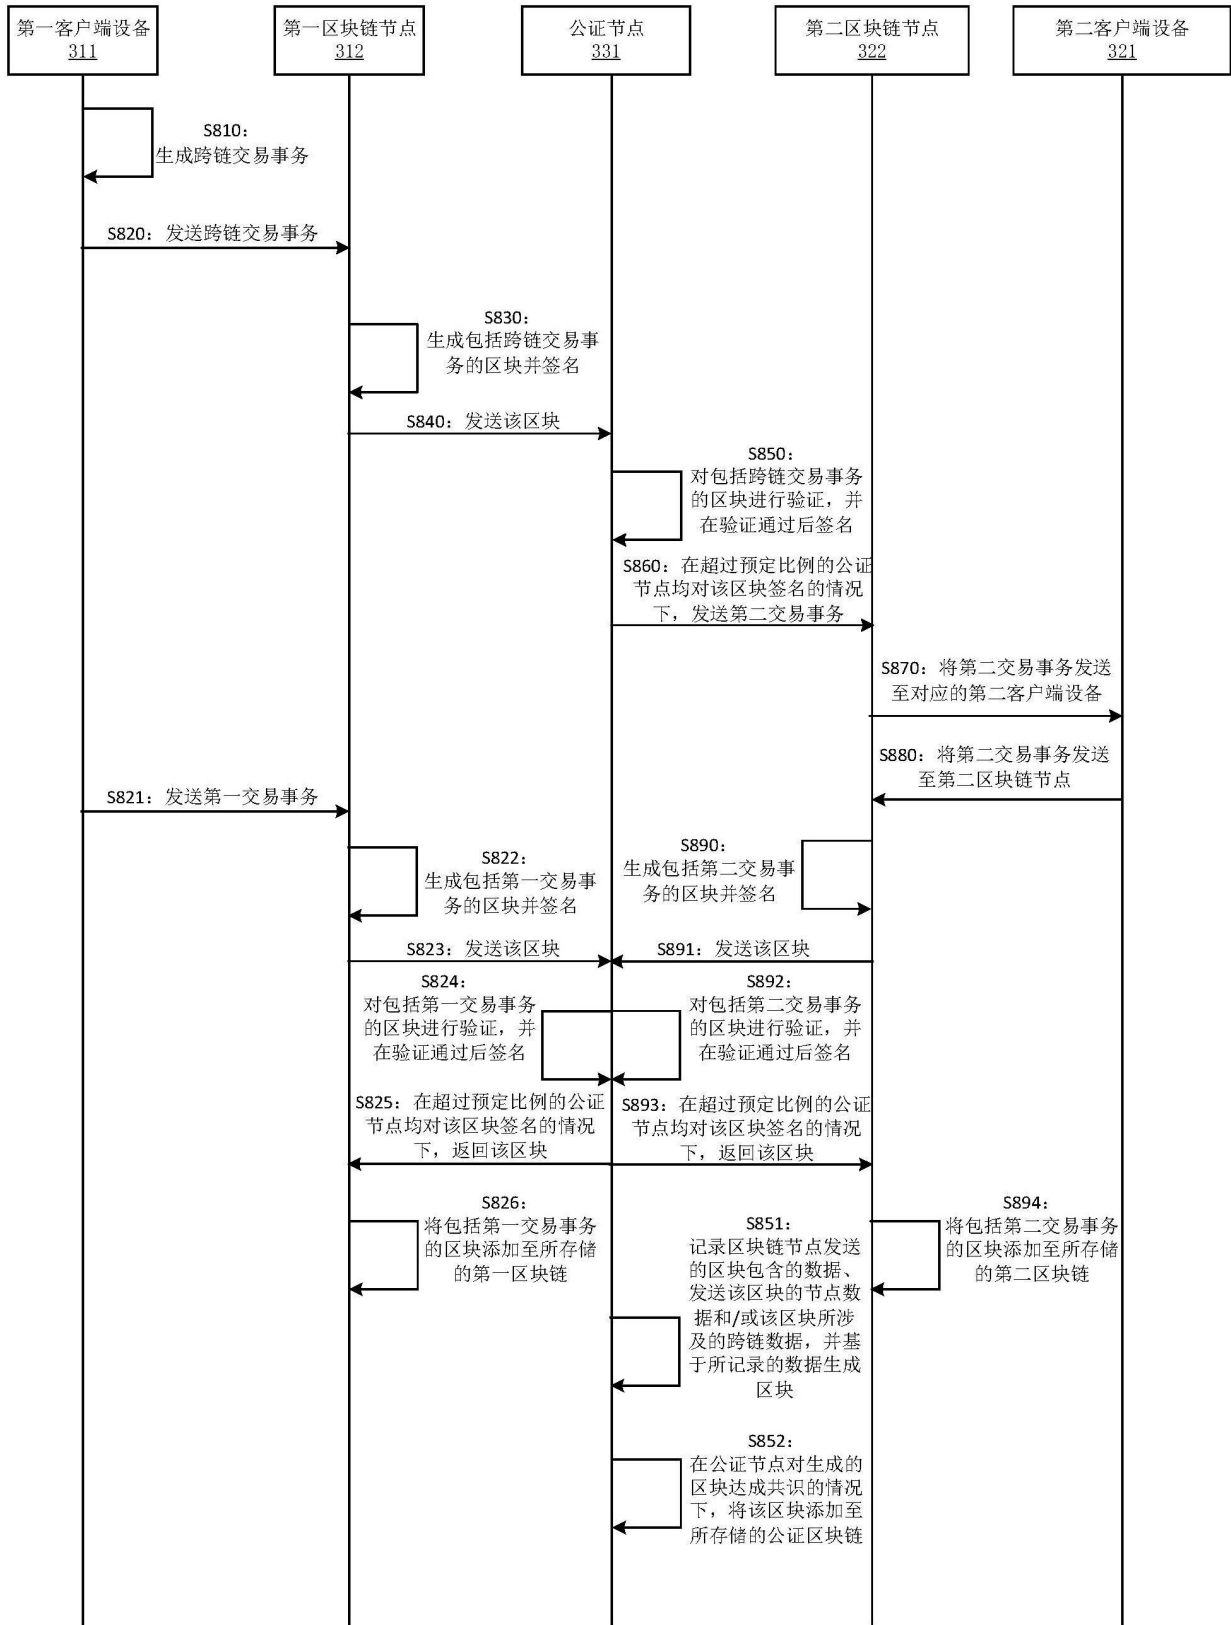 第一客户端设备
311
第一区块链节点
312
公证节点
331
第二区块链节点
322
第二客户端设备
321
S810：
生成跨链交易事务
S820：发送跨链交易事务
S830：
生成包括跨链交易事
务的区块并签名
S840：发送该区块
S850：
对包括跨链交易事务
的区块进行验证，并
在验证通过后签名
S860：在超过预定比例的公证
节点均对该区块签名的情况
下，发送第二交易事务
S870：将第二交易事务发送
至对应的第二客户端设备
S880：将第二交易事务发送
至第二区块链节点
S821：发送第一交易事务
S822：
生成包括第一交易事
务的区块并签名
S890：
生成包括第二交易事
务的区块并签名
S823：发送该区块
S891：发送该区块
S824：
对包括第一交易事务
的区块进行验证，并
在验证通过后签名
S892：
对包括第二交易事务
的区块进行验证，并
在验证通过后签名
S825：在超过预定比例的公证
节点均对该区块签名的情况
下，返回该区块
S893：在超过预定比例的公证
节点均对该区块签名的情况
下，返回该区块
S826：
将包括第一交易事务
的区块添加至所存储
的第一区块链
S851：
记录区块链节点发送
的区块包含的数据、
发送该区块的节点数
据和/或该区块所涉
及的跨链数据，并基
于所记录的数据生成
区块
S894：
将包括第二交易事务
的区块添加至所存储
的第二区块链
S852：
在公证节点对生成的
区块达成共识的情况
下，将该区块添加至
所存储的公证区块链